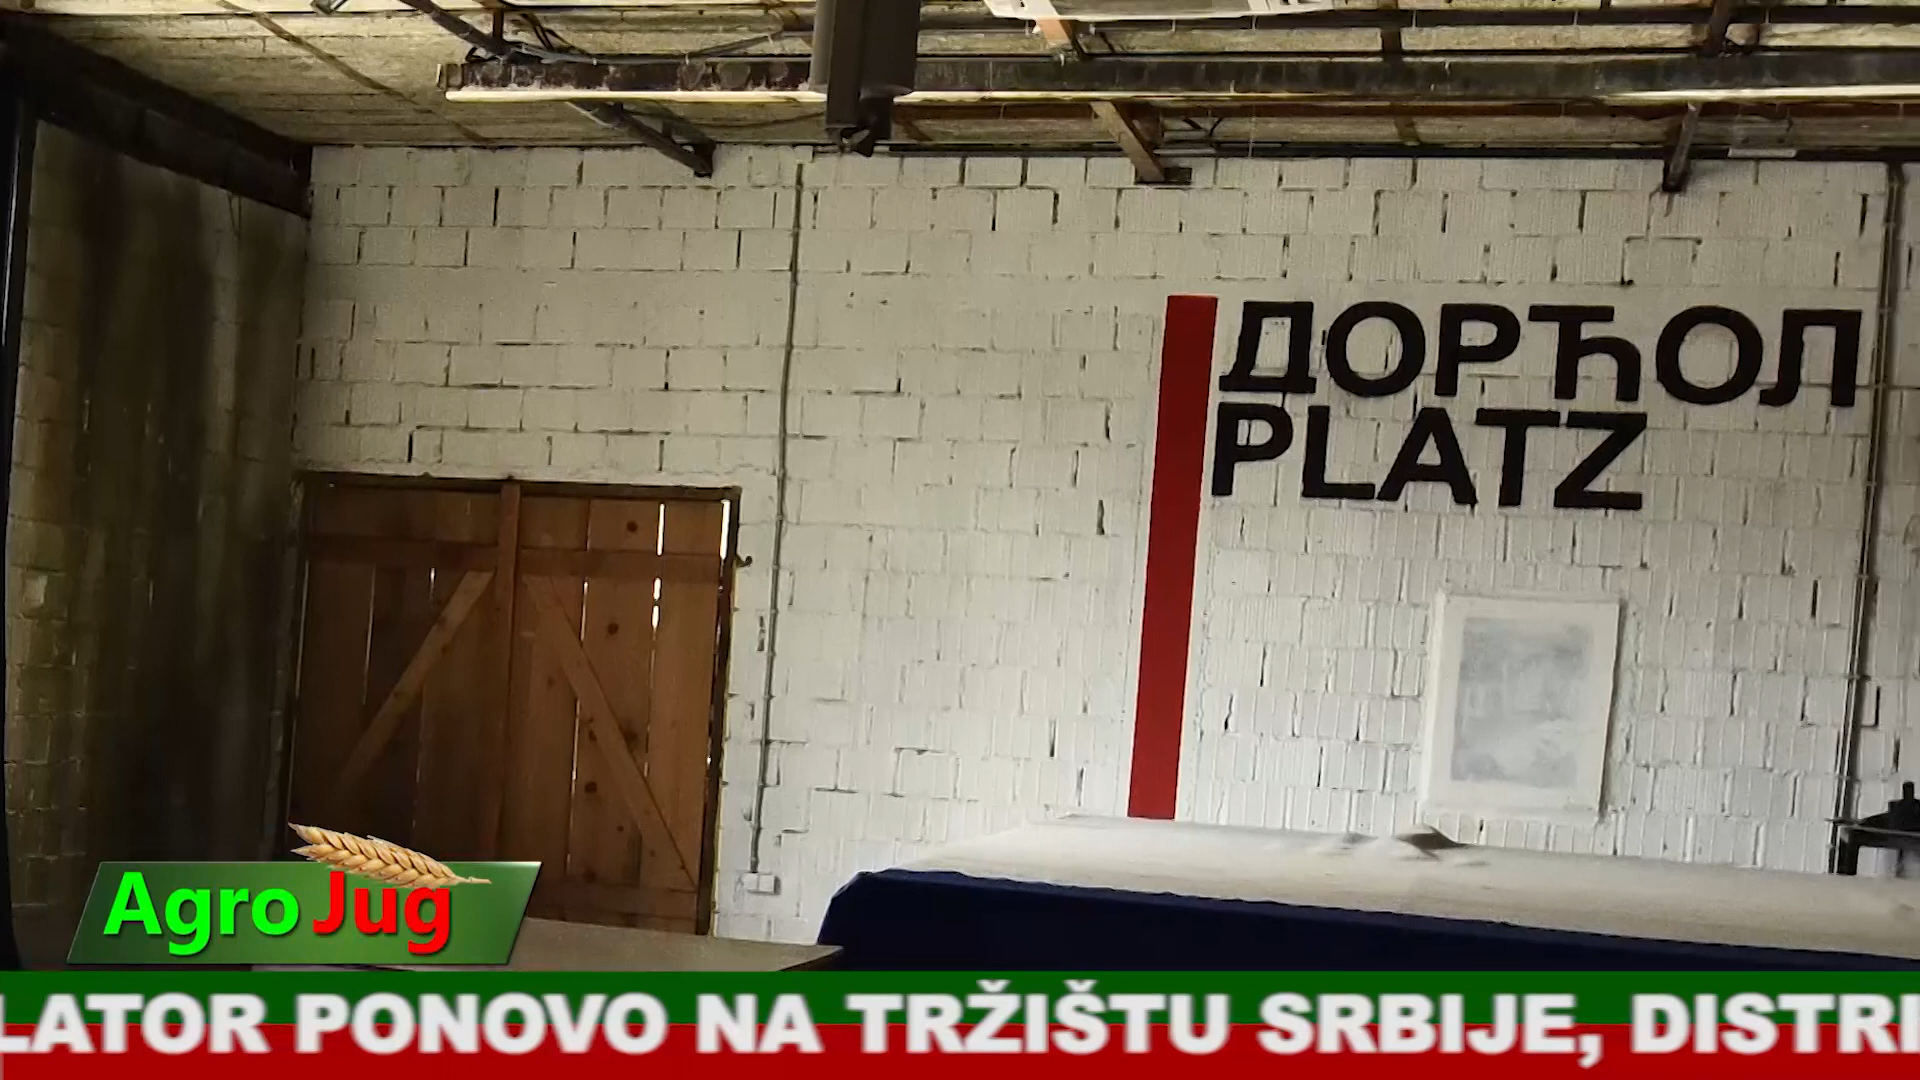 ДОРЋОЛ
PLATZ
Agro Jug
LATOR PONOVO NA TRŽIŠTU SRBIJE, DISTRI